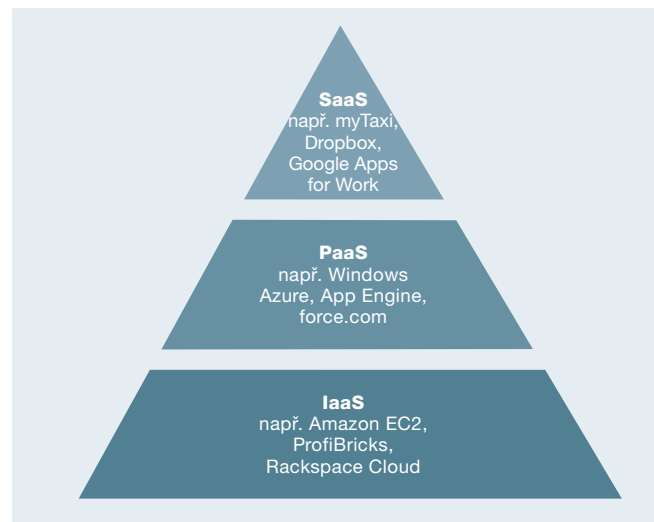 SaaS
např. myTaxi,
Dropbox,
Google Apps
for Work
PaaS
např. Windows
Azure, App Engine,
force.com
IaaS
např. Amazon EC2,
ProfiBricks,
Rackspace Cloud